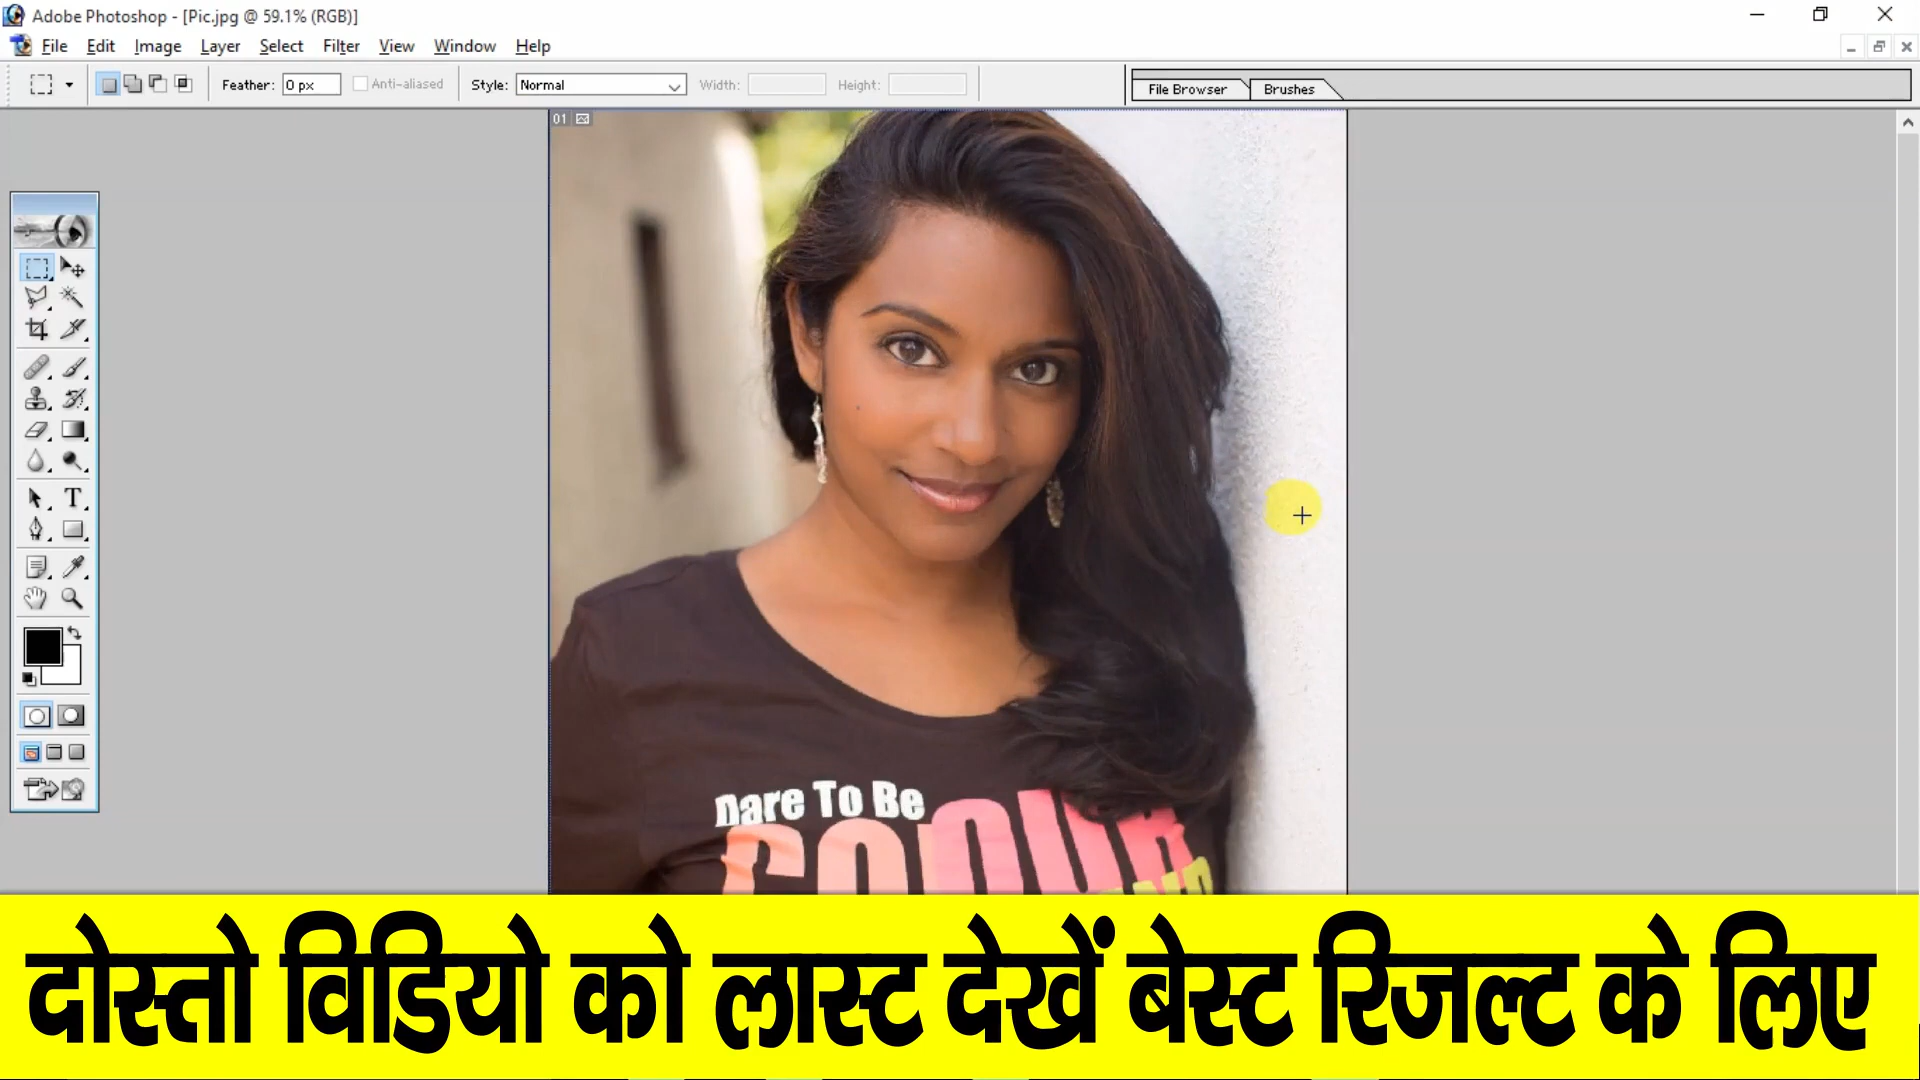 Adobe Photoshop - [Pic.jpg @ 59.1% (RGB)]
File Edit Image Layer Select Filter View Window Help
Feather: 0 px Anti-aliased Style: Normal Width: Height: File Browser Brushes
01
T
Dare To Be
दोस्तो विडियो को लास्ट देखें बेस्ट रिजल्ट के लिए